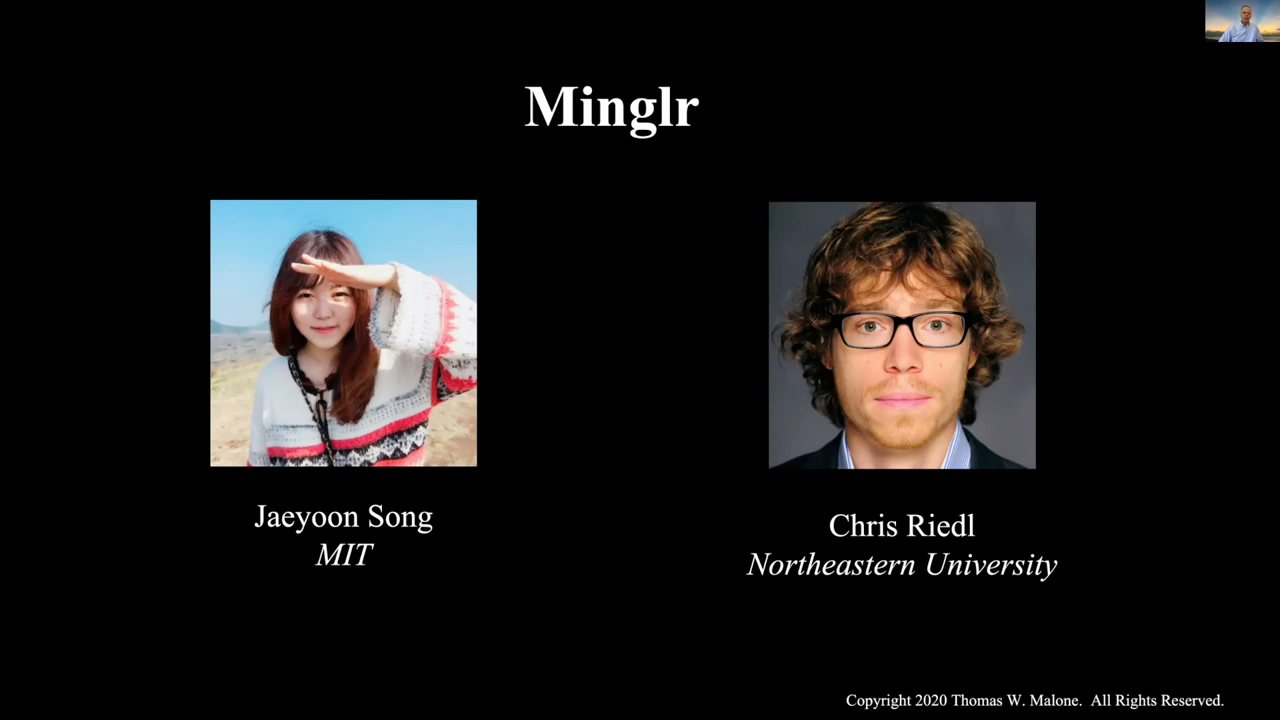 Minglr
Jaeyoon Song
MIT
Chris Riedl
Northeastern University
Copyright 2020 Thomas W. Malone. All Rights Reserved.